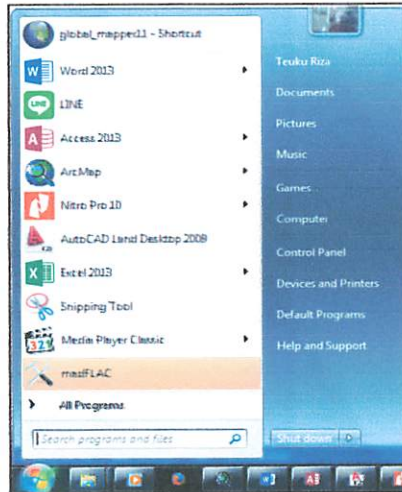 global_mapper11 - Shortcut
Word 2013
LINE
Access 2013
ArcMap
Nitro Pro 10
AutoCAD Land Desktop 2009
Excel 2013
Snipping Tool
Media Player Classic
madFLAC
All Programs
Search programs and files
Teuku Riza
Documents
Pictures
Music
Games
Computer
Control Panel
Devices and Printers
Default Programs
Help and Support
Shut down